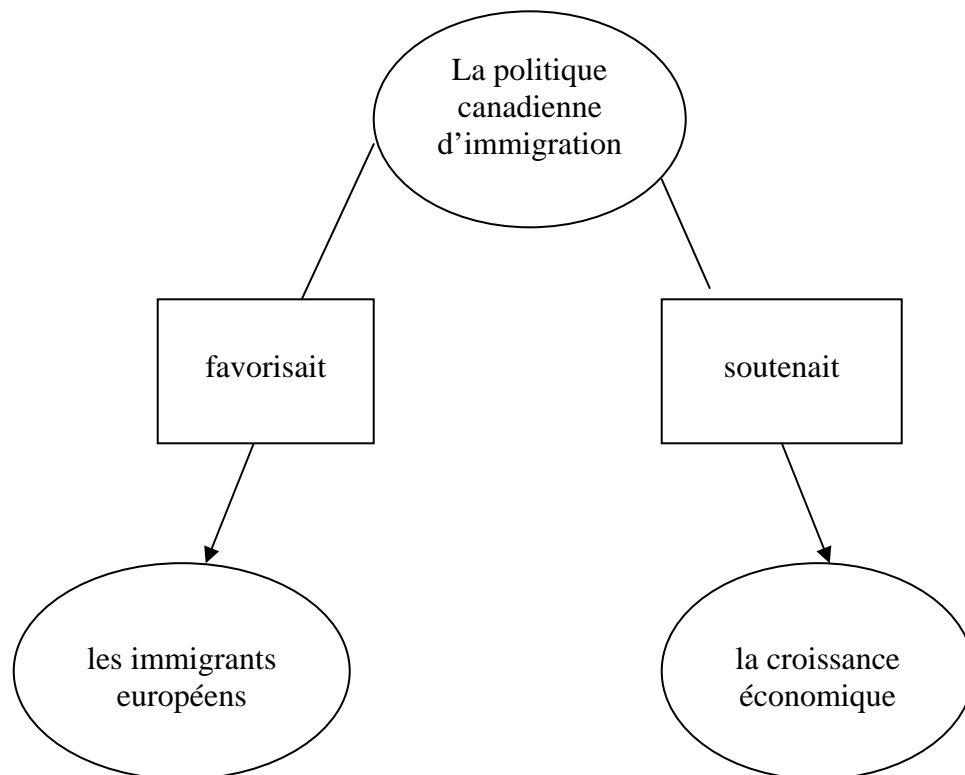 La politique
canadienne
d’immigration
favorisait
soutenait
les immigrants
européens
la croissance
économique